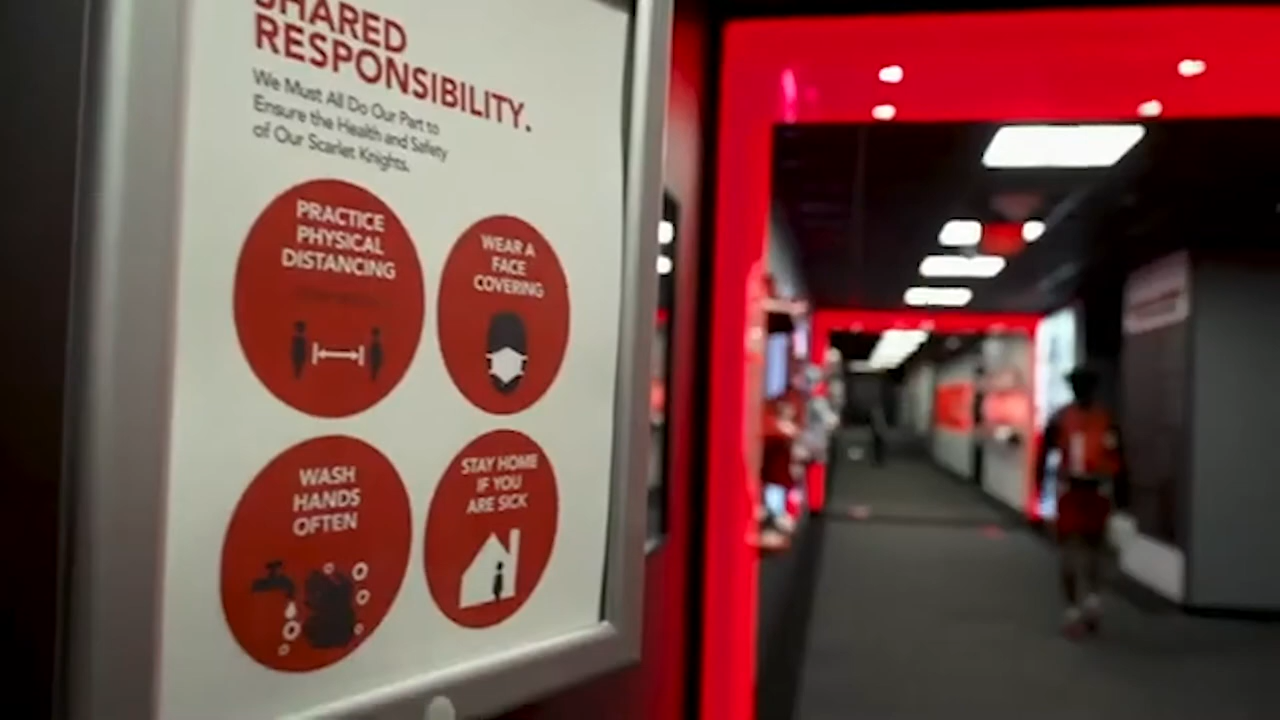 SHARED
RESPONSIBILITY.
We Must All Do Our Part to
Ensure the Health and Safety
of Our Scarlet Knights.
PRACTICE
PHYSICAL
DISTANCING
WEAR A
FACE
COVERING
WASH
HANDS
OFTEN
STAY HOME
IF YOU
ARE SICK